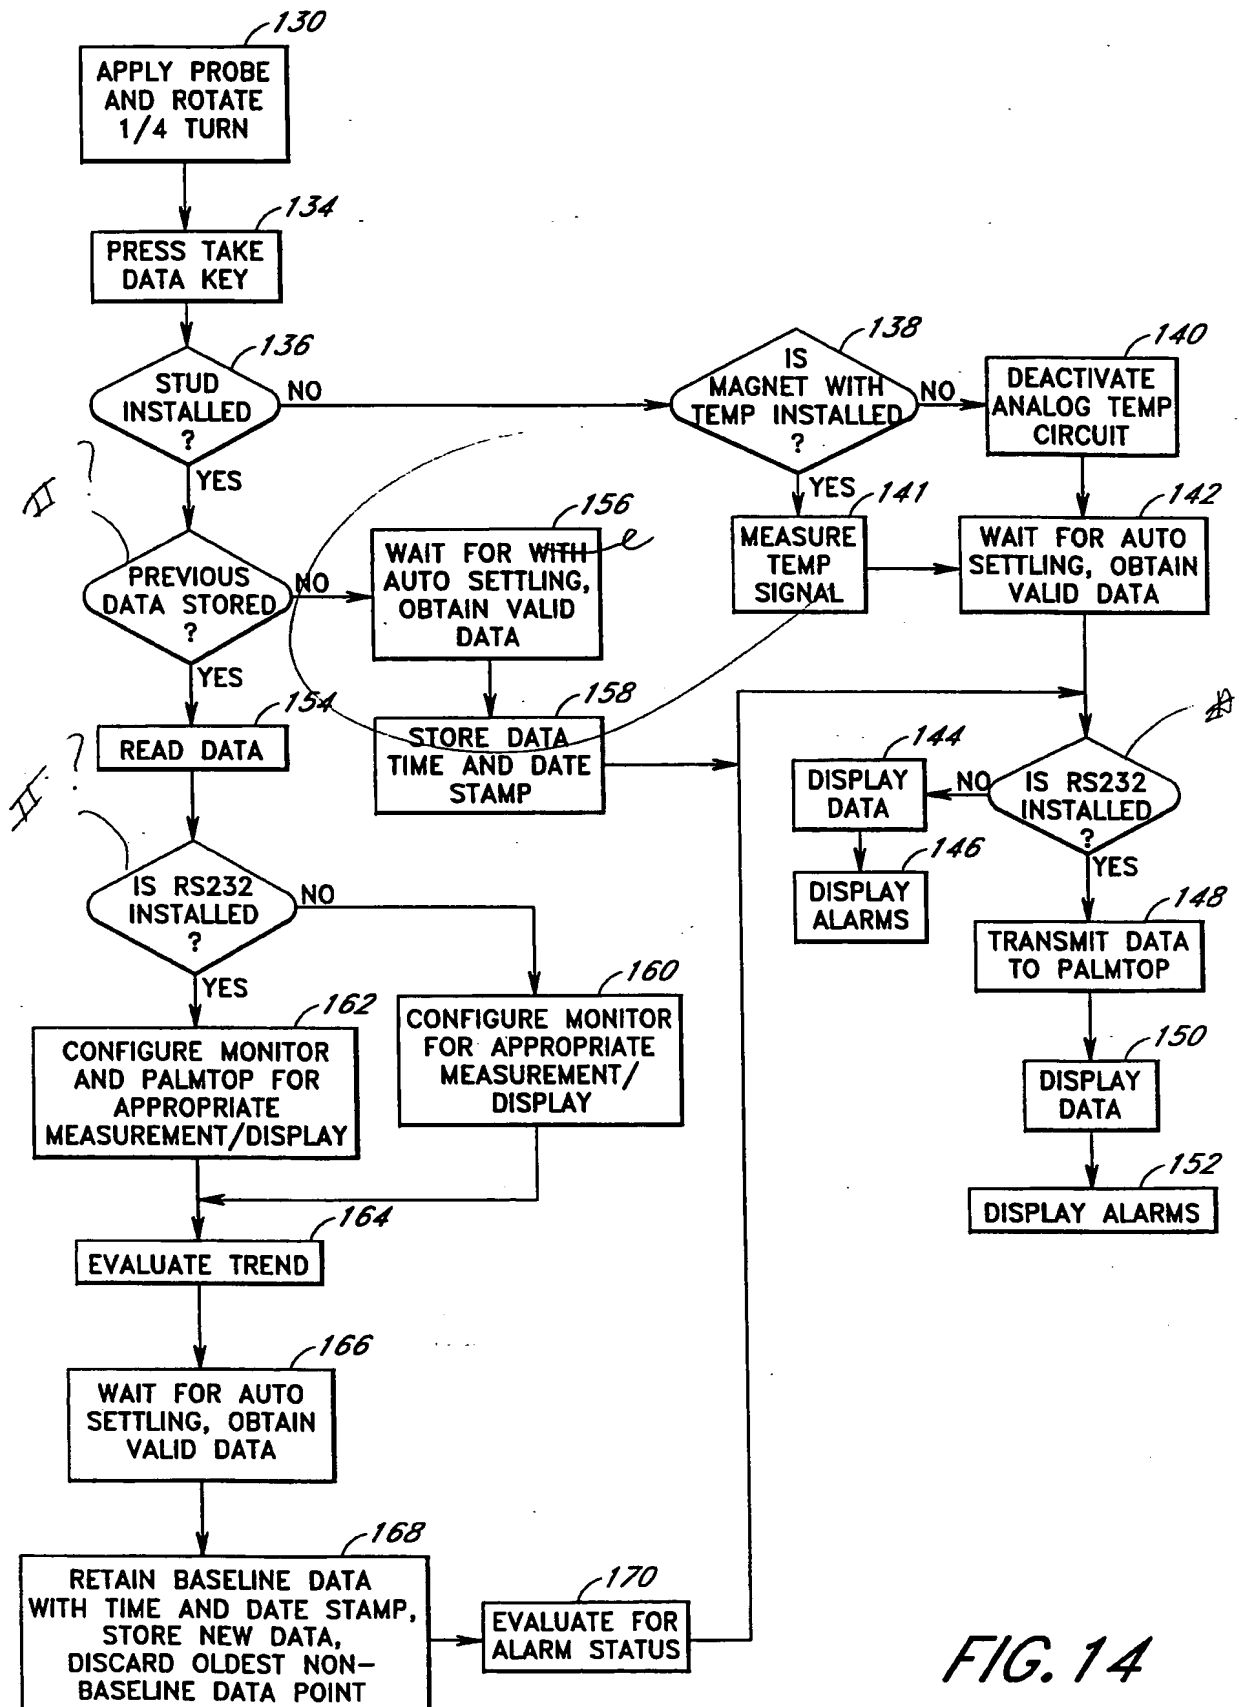 130
APPLY PROBE
AND ROTATE
1/4 TURN
134
PRESS TAKE
DATA KEY
136
STUD
INSTALLED
?
NO
YES
138
IS
MAGNET WITH
TEMP INSTALLED
?
NO
YES
140
DEACTIVATE
ANALOG TEMP
CIRCUIT
141
MEASURE
TEMP
SIGNAL
142
WAIT FOR AUTO
SETTLING, OBTAIN
VALID DATA
II ?
PREVIOUS
DATA STORED
?
NO
YES
156
WAIT FOR WITH
AUTO SETTLING,
OBTAIN VALID
DATA
158
STORE DATA
TIME AND DATE
STAMP
154
READ DATA
II ?
IS RS232
INSTALLED
?
NO
YES
IS RS232
INSTALLED
?
NO
YES
144
DISPLAY
DATA
146
DISPLAY
ALARMS
148
TRANSMIT DATA
TO PALMTOP
150
DISPLAY
DATA
152
DISPLAY ALARMS
160
CONFIGURE MONITOR
FOR APPROPRIATE
MEASUREMENT/
DISPLAY
162
CONFIGURE MONITOR
AND PALMTOP FOR
APPROPRIATE
MEASUREMENT/DISPLAY
164
EVALUATE TREND
166
WAIT FOR AUTO
SETTLING, OBTAIN
VALID DATA
168
RETAIN BASELINE DATA
WITH TIME AND DATE STAMP,
STORE NEW DATA,
DISCARD OLDEST NON-
BASELINE DATA POINT
170
EVALUATE FOR
ALARM STATUS
FIG. 14